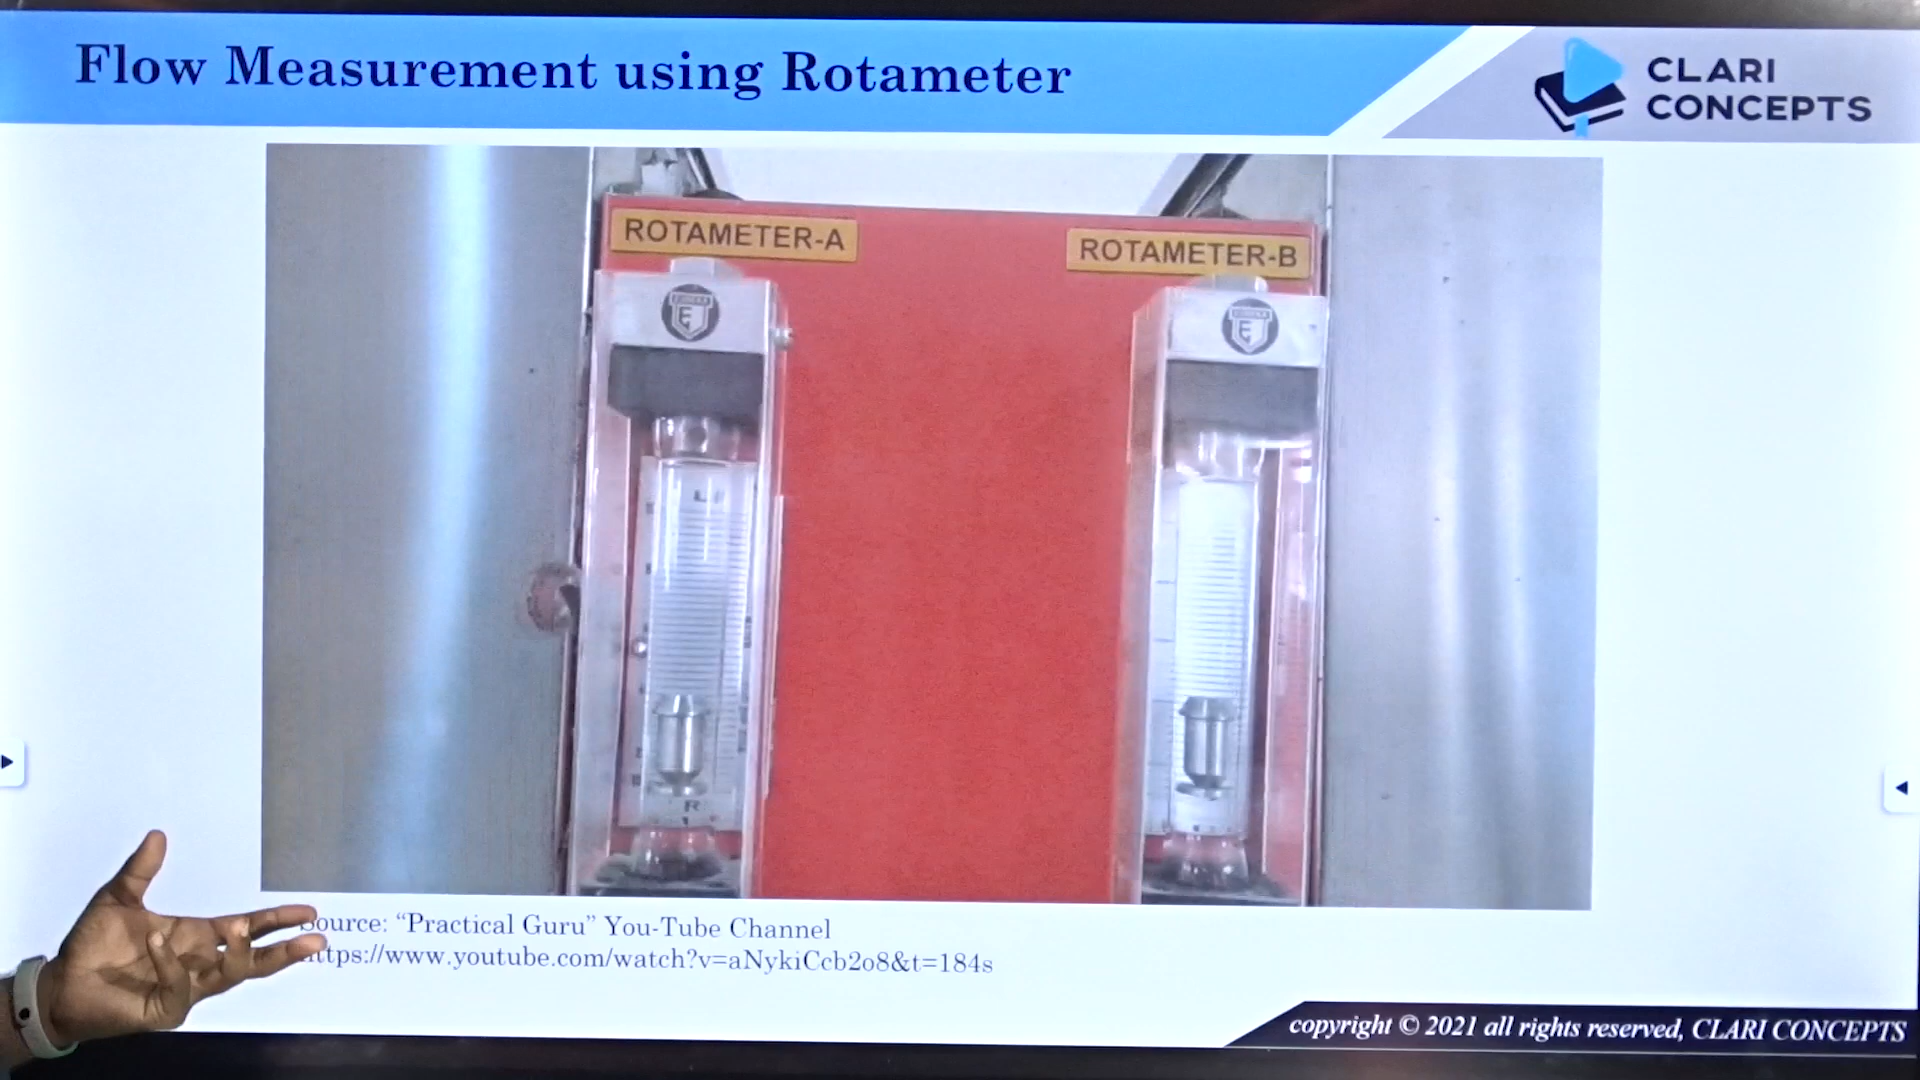 Flow Measurement using Rotameter
CLARI
CONCEPTS
ROTAMETER-A
ROTAMETER-B
E
E
R
Source: “Practical Guru” You-Tube Channel
https://www.youtube.com/watch?v=aNykiCcb2o8&t=184s
copyright © 2021 all rights reserved, CLARI CONCEPTS